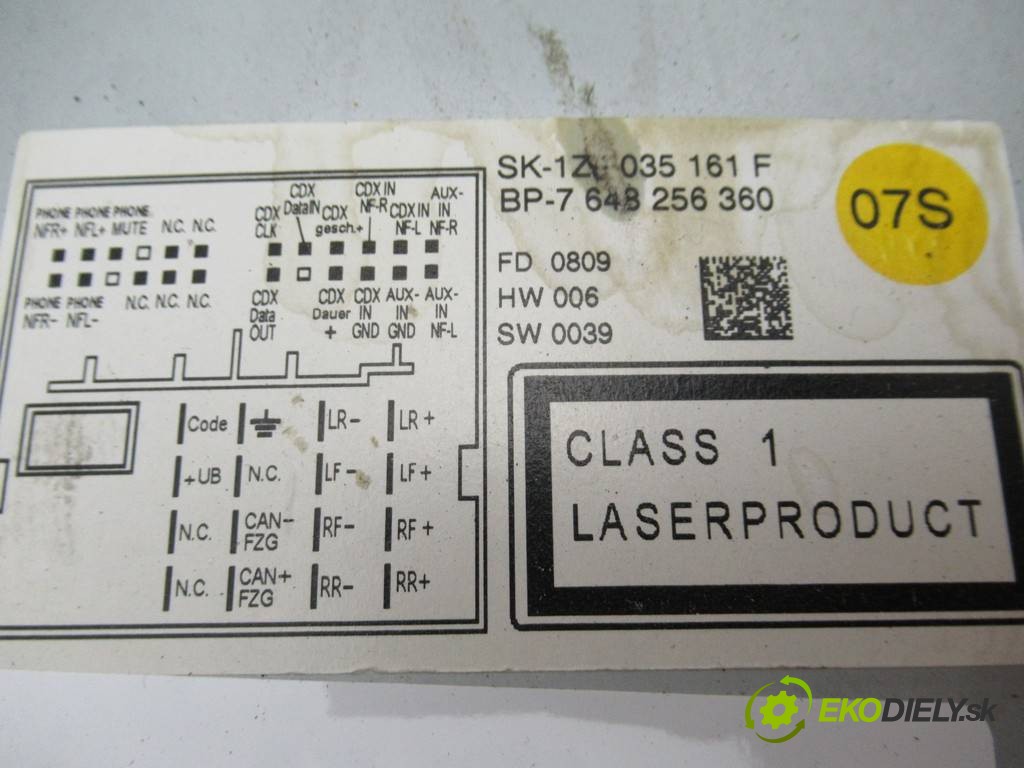 SK-1Z0 035 161 F
BP-7 648 256 360
07S
FD 0809
HW 006
SW 0039
CLASS 1
LASERPRODUCT
PHONE PHONE PHONE
NFR+ NFL+ MUTE N.C. N.C.
PHONE PHONE N.C. N.C. N.C.
NFR- NFL-
CDX CLK
CDX DataIN
CDX gesch.+
CDX IN NF-R
CDX IN NF-L
AUX-IN NF-R
CDX Data OUT
CDX Dauer +
CDX IN GND
AUX-IN GND
AUX-IN NF-L
Code LR- LR+
+UB N.C. LF- LF+
N.C. CAN- FZG RF- RF+
N.C. CAN+ FZG RR- RR+
EKODIELY.sk